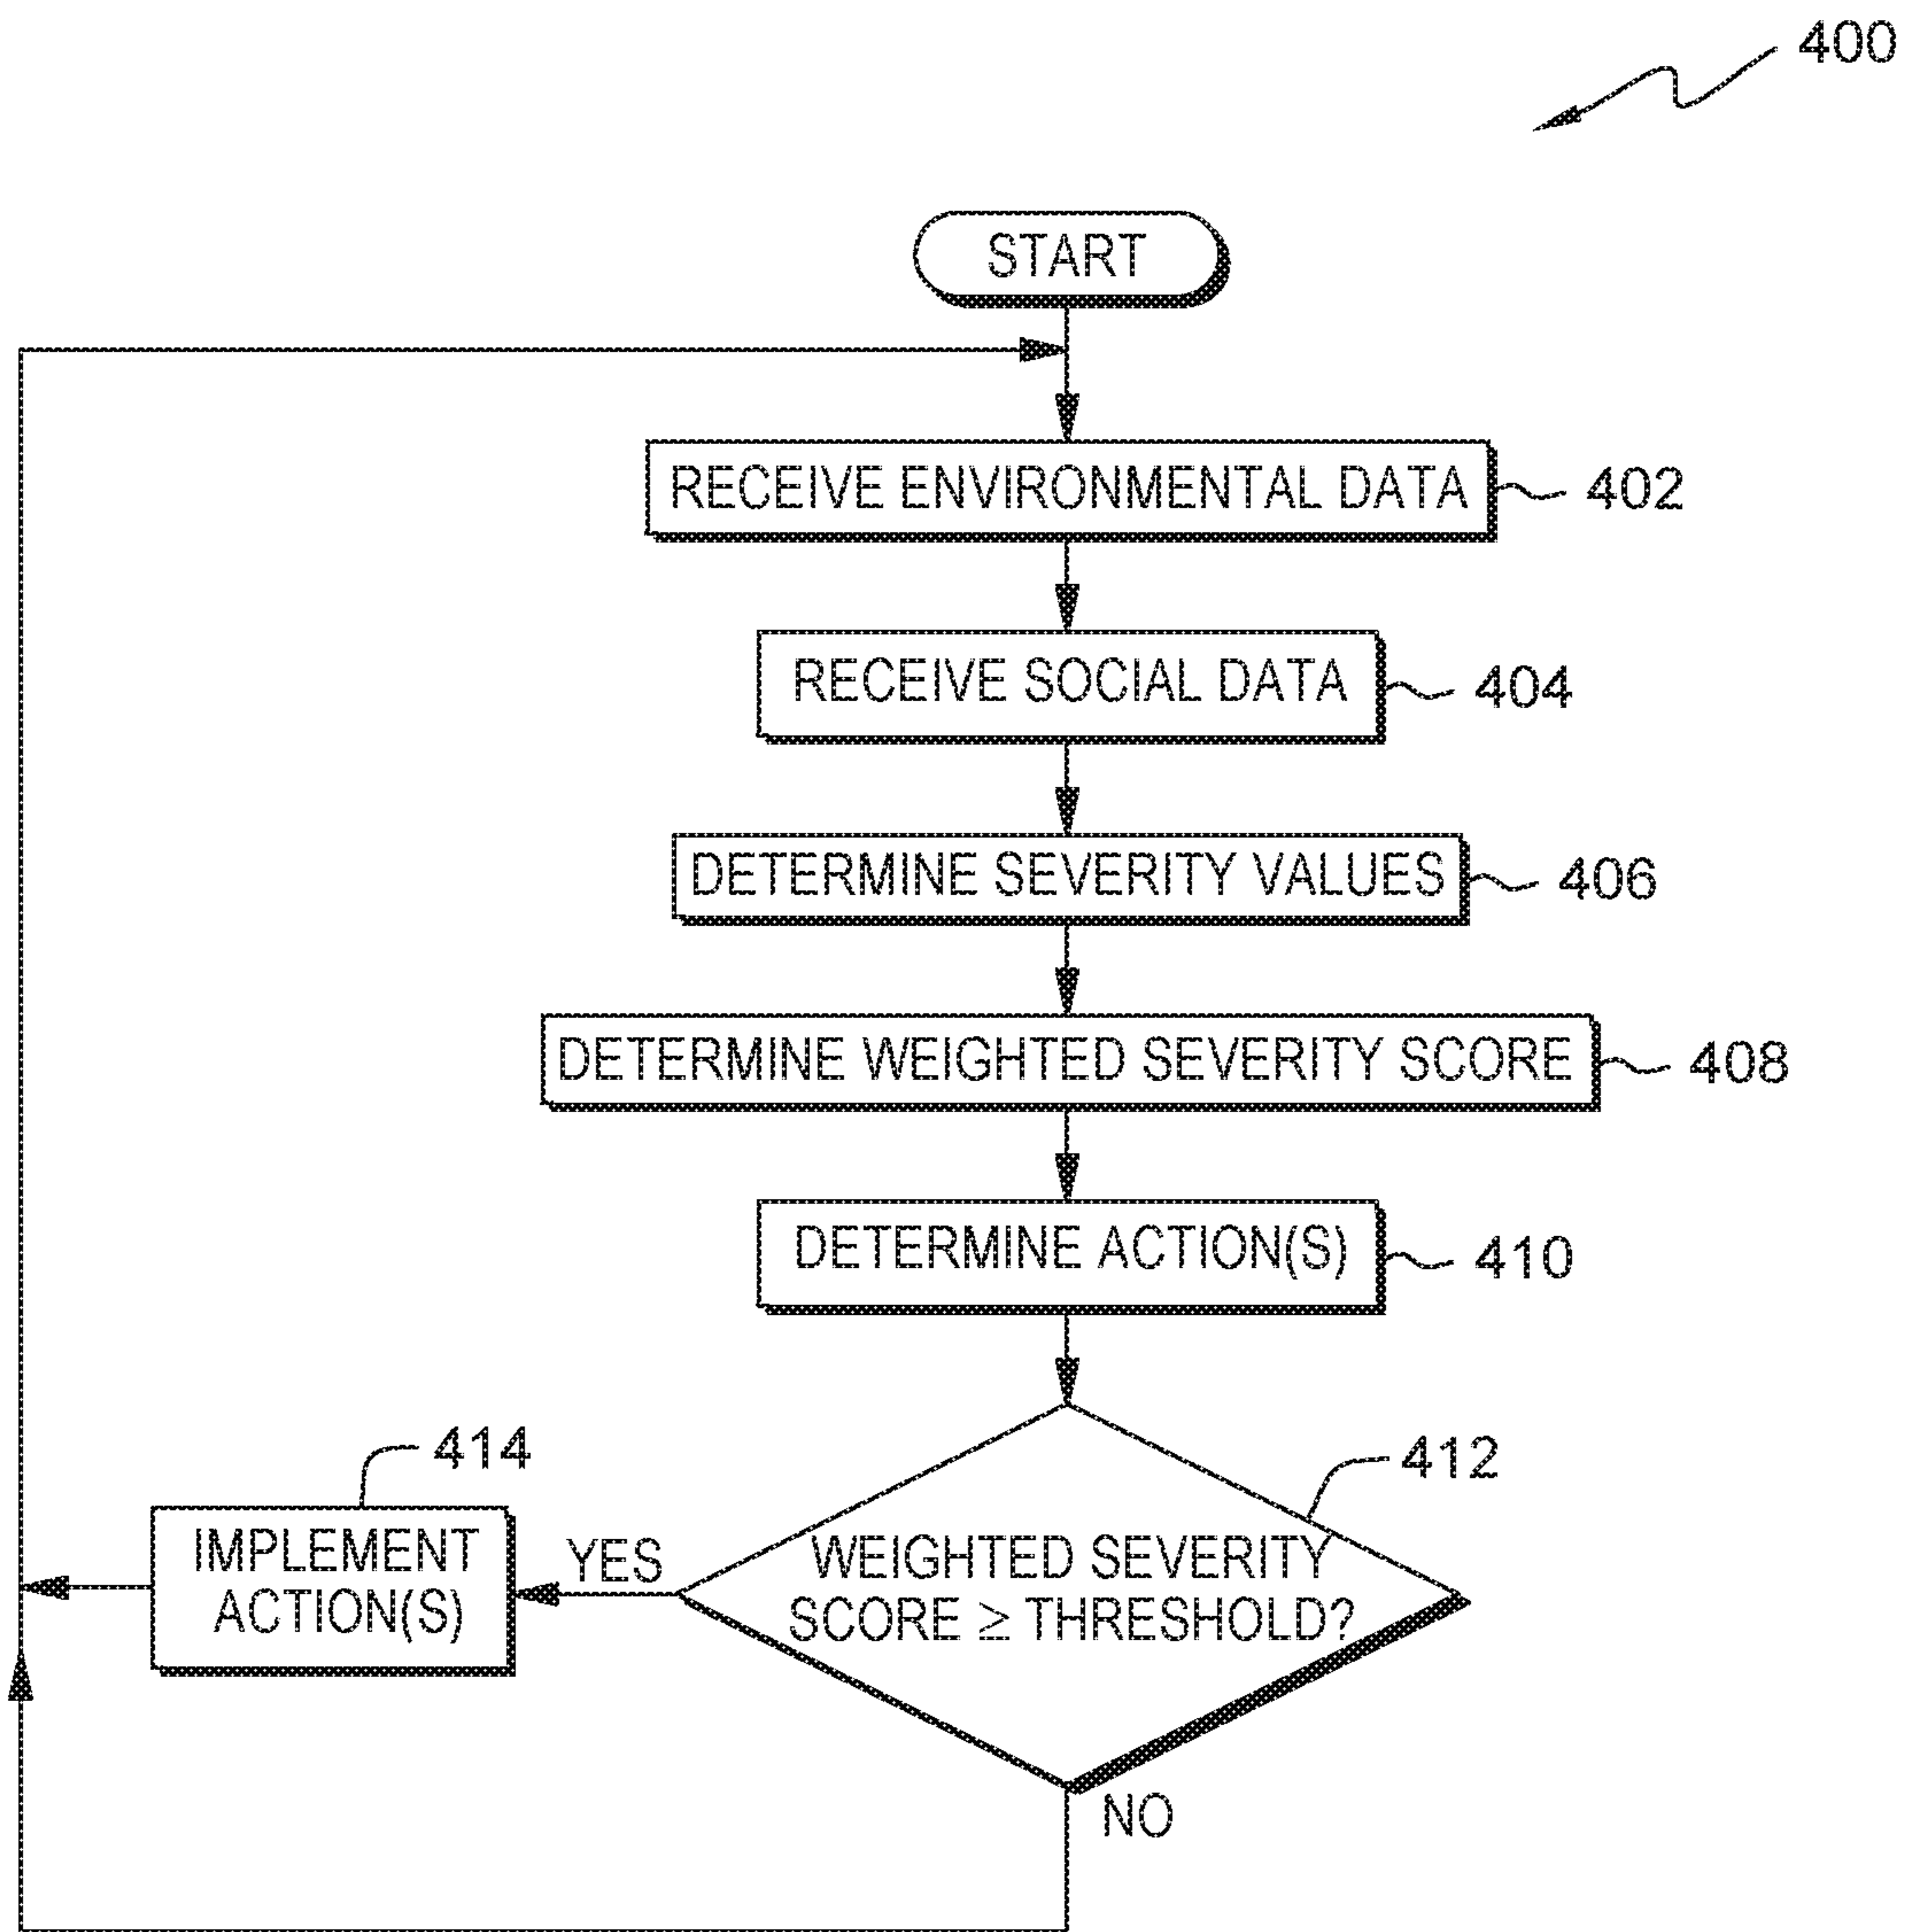 400
START
RECEIVE ENVIRONMENTAL DATA
402
RECEIVE SOCIAL DATA
404
DETERMINE SEVERITY VALUES
406
DETERMINE WEIGHTED SEVERITY SCORE
408
DETERMINE ACTION(S)
410
412
WEIGHTED SEVERITY
SCORE ≥ THRESHOLD?
YES
414
IMPLEMENT
ACTION(S)
NO